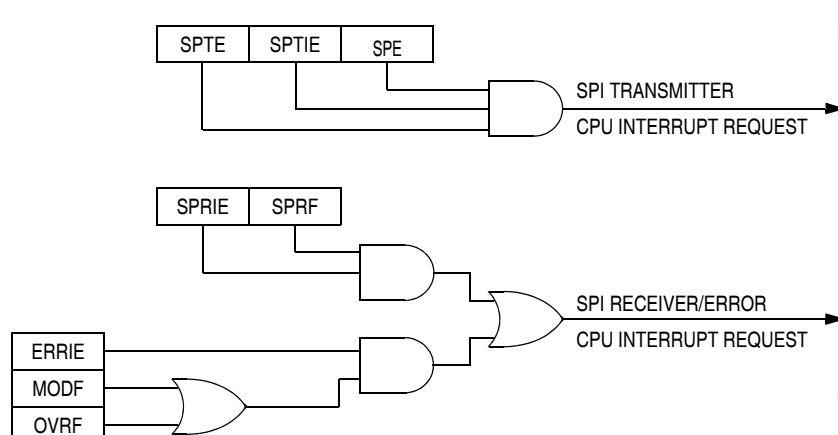 SPTE SPTIE SPE
SPI TRANSMITTER
CPU INTERRUPT REQUEST
SPRIE SPRF
SPI RECEIVER/ERROR
CPU INTERRUPT REQUEST
ERRIE
MODF
OVRF